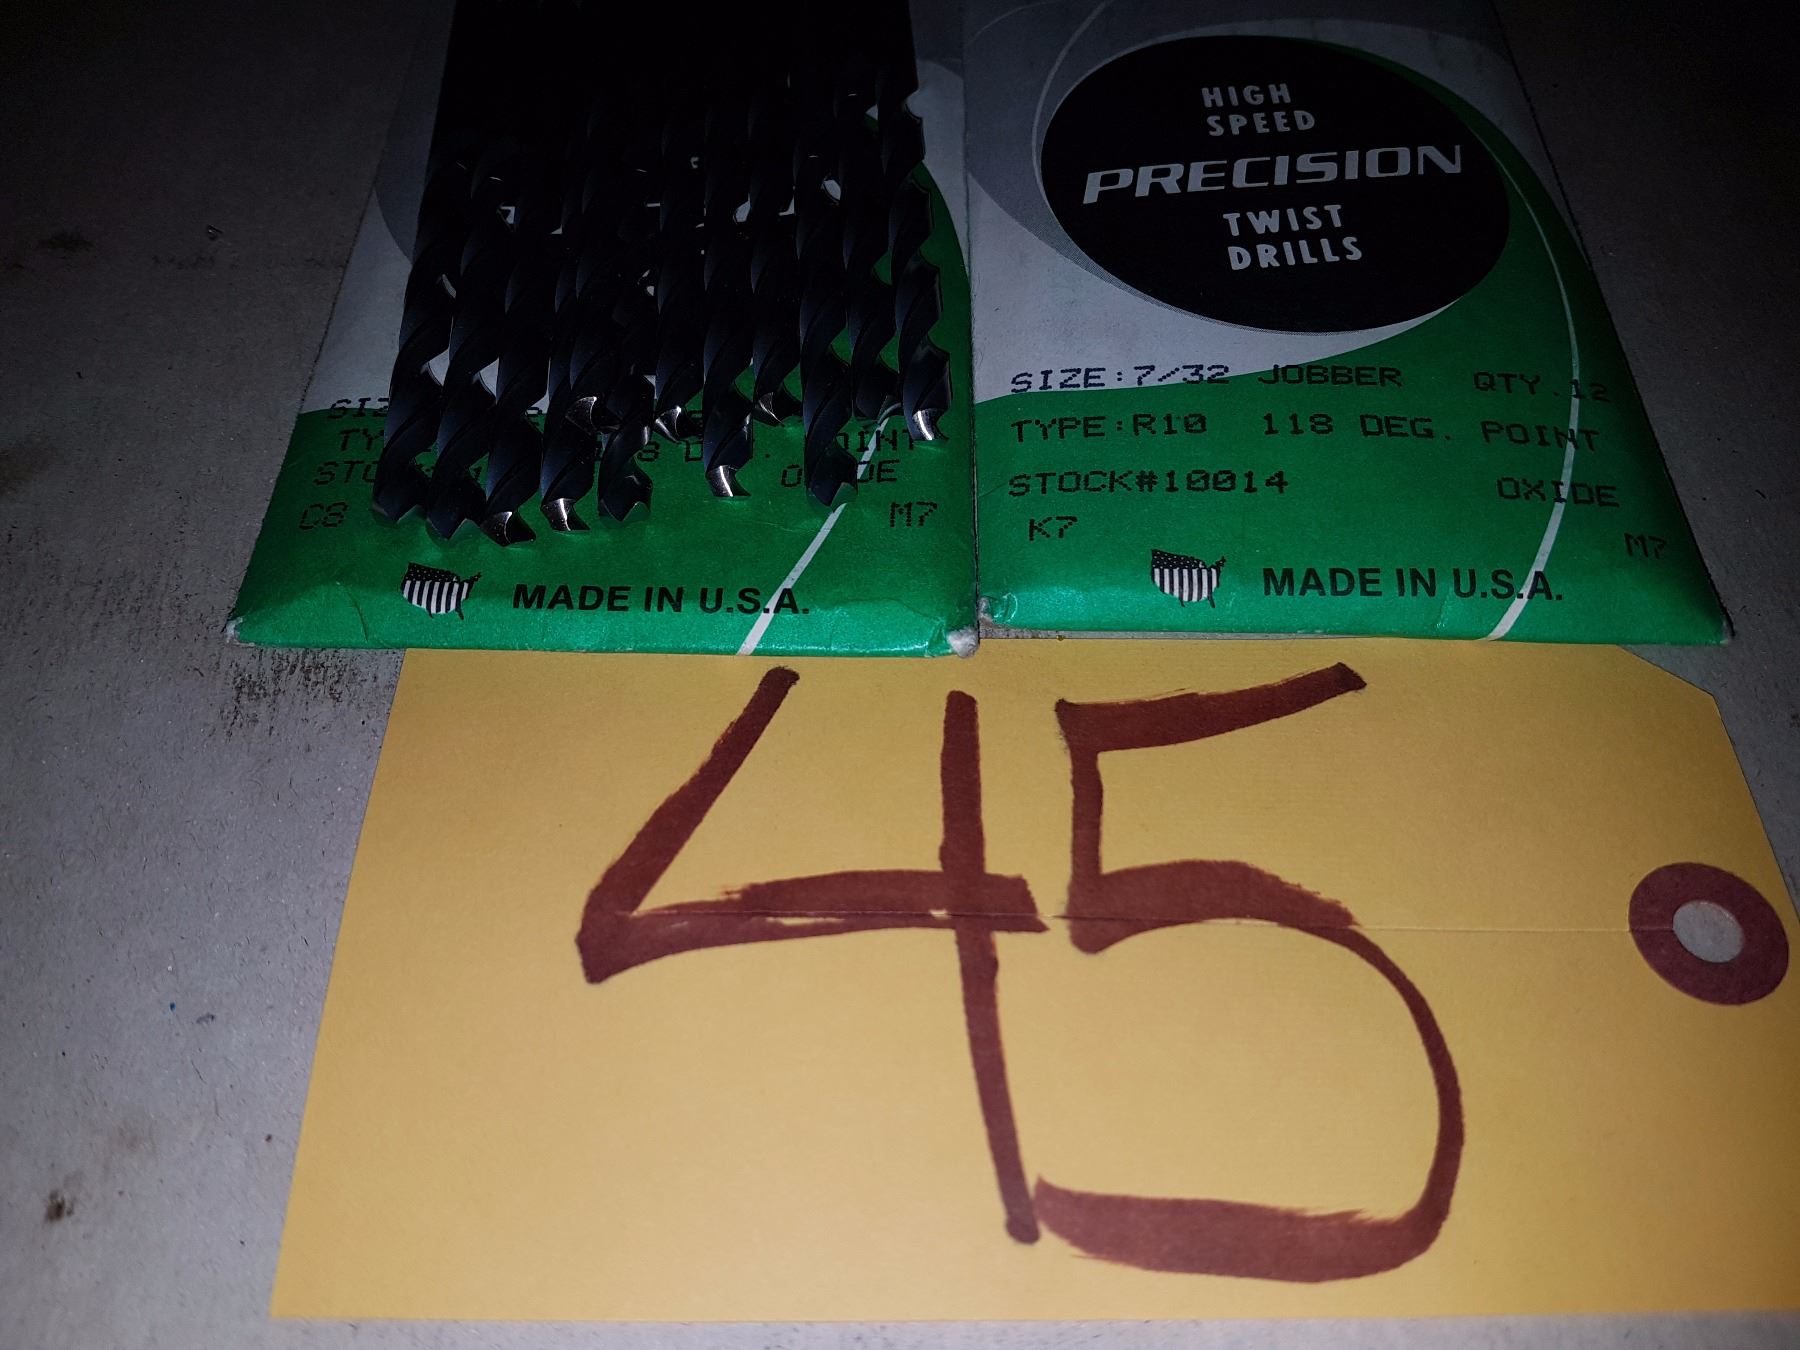 HIGH
SPEED
PRECISION
TWIST
DRILLS
SIZE:7/32 JOBBER QTY.12
TYPE:R10 118 DEG. POINT
STOCK#10014 OXIDE
K7 M7
MADE IN U.S.A.
C8 M7
MADE IN U.S.A.
45